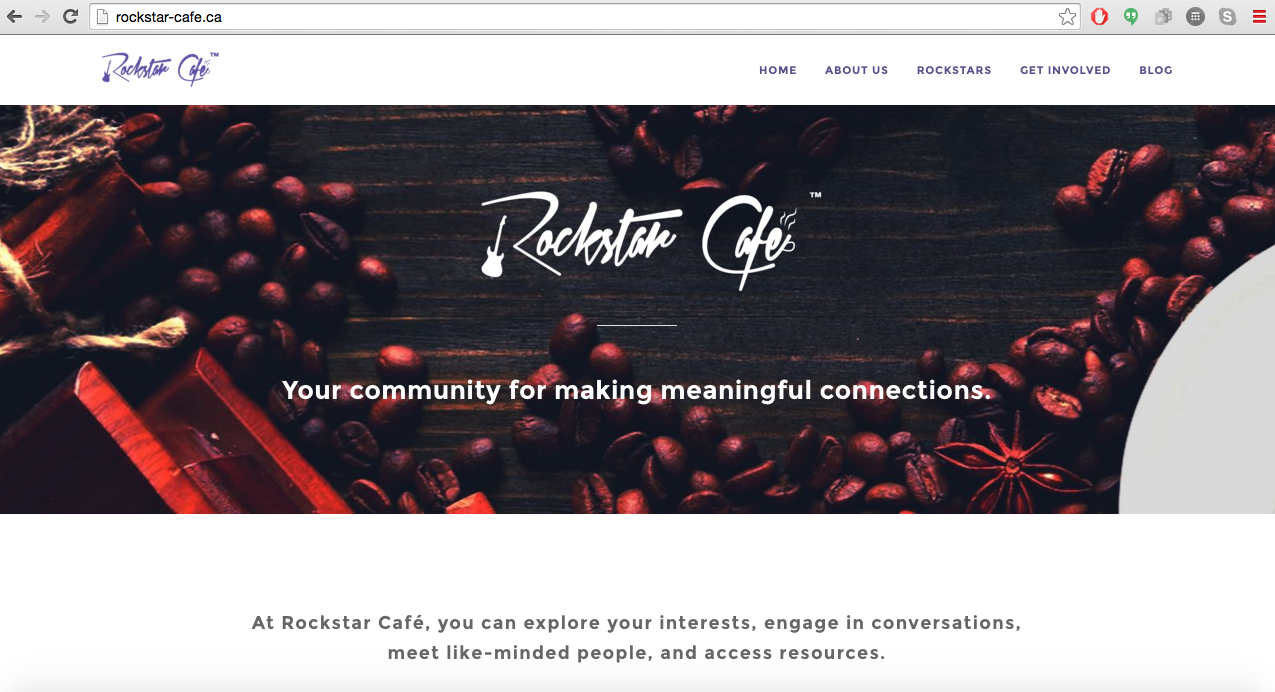 rockstar-cafe.ca
Rockstar Café™
HOME ABOUT US ROCKSTARS GET INVOLVED BLOG
Rockstar Café™
Your community for making meaningful connections.
At Rockstar Café, you can explore your interests, engage in conversations,
meet like-minded people, and access resources.